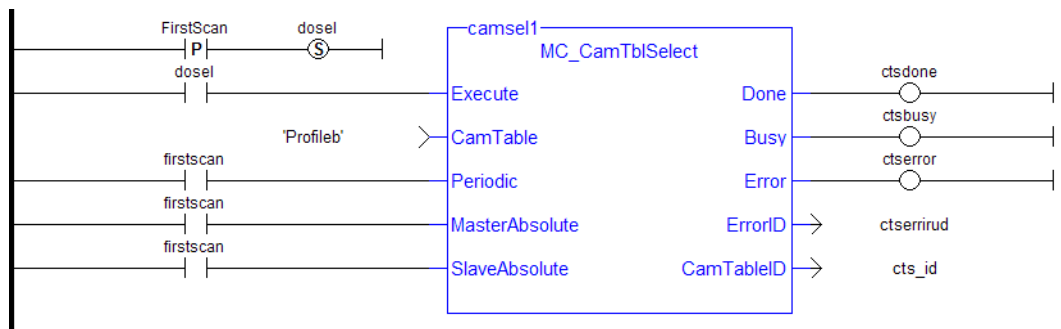 FirstScan dosel
P S
camsel1
MC_CamTblSelect
dosel
Execute Done ctsdone
'Profileb' CamTable Busy ctsbusy
firstscan
Periodic Error ctserror
firstscan
MasterAbsolute ErrorID ctserrirud
firstscan
SlaveAbsolute CamTableID cts_id